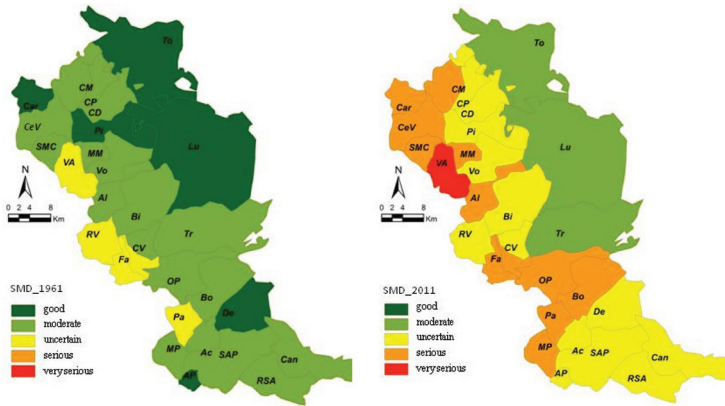 To
CM
Car
CP
CD
CeV
Pi
SMC
MM
Lu
VA
Vo
N
Al
Bi
0 2 4 8
Km
RV
CV
Tr
Fa
OP
SMD_1961
Bo
De
good
Pa
moderate
uncertain
MP
Ac
SAP
Can
serious
AP
RSA
very serious
To
CM
Car
CP
CD
CeV
Pi
SMC
MM
Lu
VA
Vo
N
Al
Bi
0 2 4 8
Km
RV
CV
Tr
Fa
OP
SMD_2011
Bo
De
good
Pa
moderate
uncertain
MP
Ac
SAP
Can
serious
AP
RSA
very serious